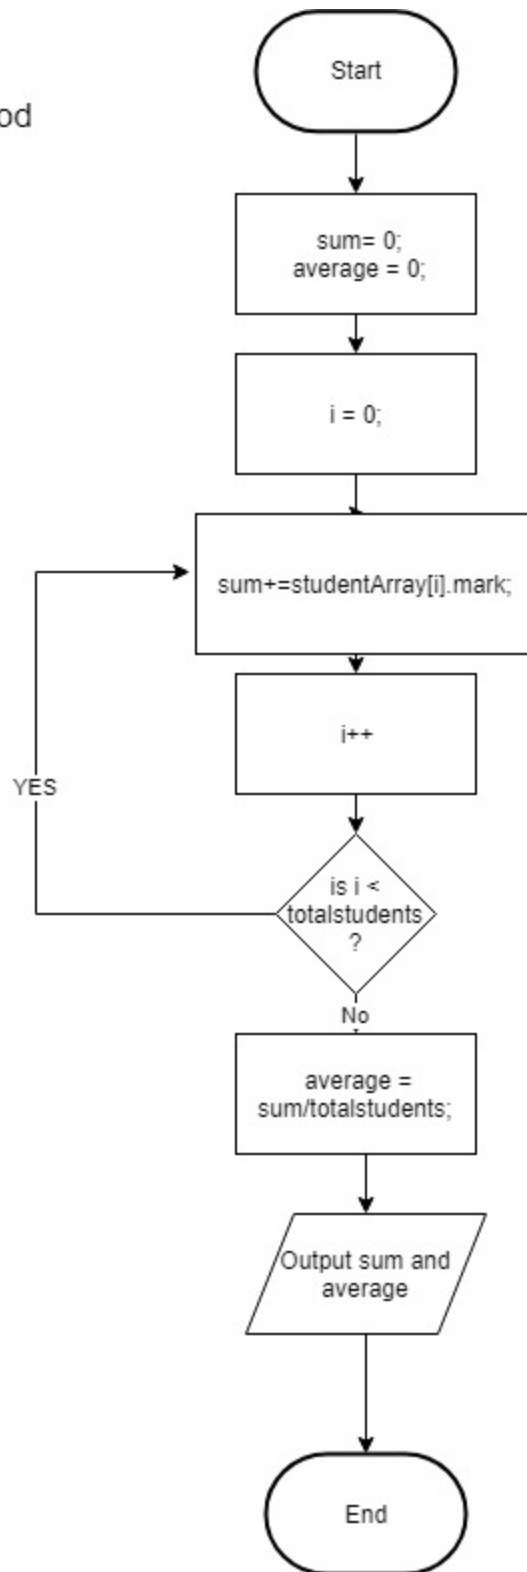 Start
od
sum= 0;
average = 0;
i = 0;
sum+=studentArray[i].mark;
i++
YES
is i <
totalstudents
?
No
average =
sum/totalstudents;
Output sum and
average
End